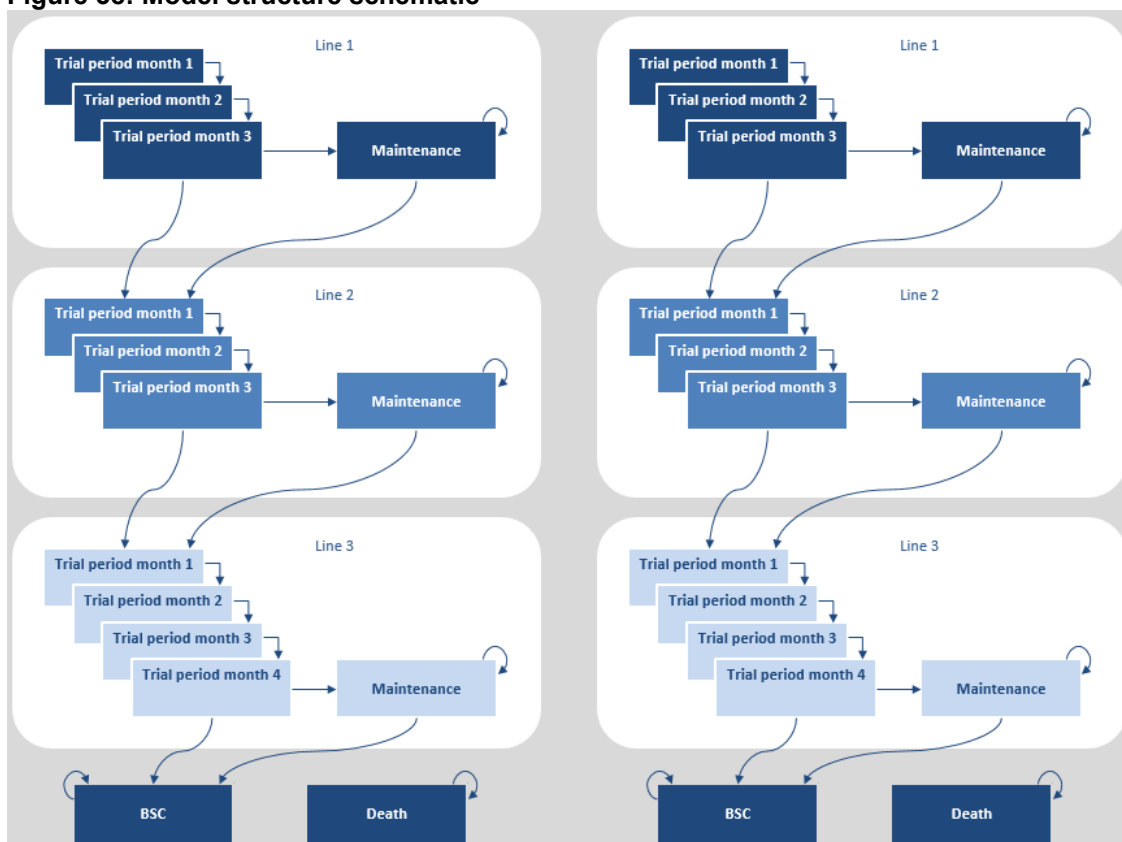 Figure 35: Model structure schematic
Line 1
Trial period month 1
Trial period month 2
Trial period month 3
Maintenance
Line 2
Trial period month 1
Trial period month 2
Trial period month 3
Maintenance
Line 3
Trial period month 1
Trial period month 2
Trial period month 3
Trial period month 4
Maintenance
BSC
Death
Line 1
Trial period month 1
Trial period month 2
Trial period month 3
Maintenance
Line 2
Trial period month 1
Trial period month 2
Trial period month 3
Maintenance
Line 3
Trial period month 1
Trial period month 2
Trial period month 3
Trial period month 4
Maintenance
BSC
Death